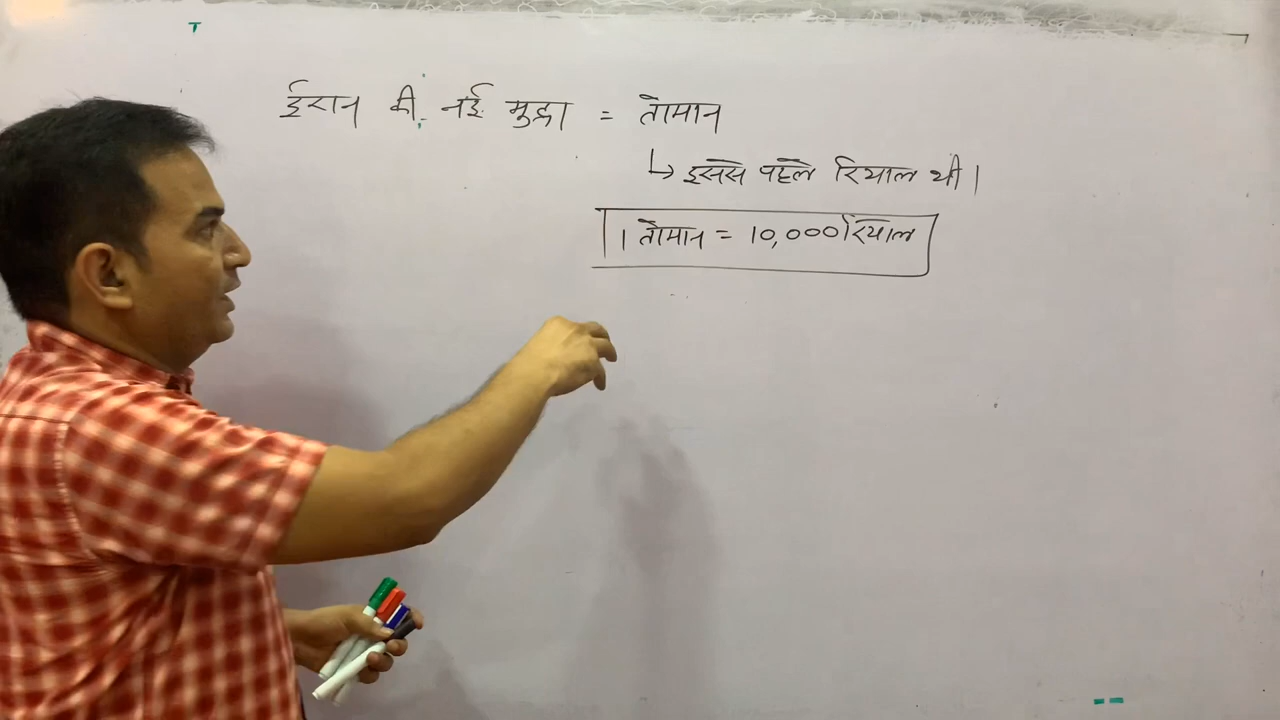 ईरान की नई मुद्रा = तोमान
↳ इससे पहले रियाल थी।
1 तोमान = 10,000 रियाल